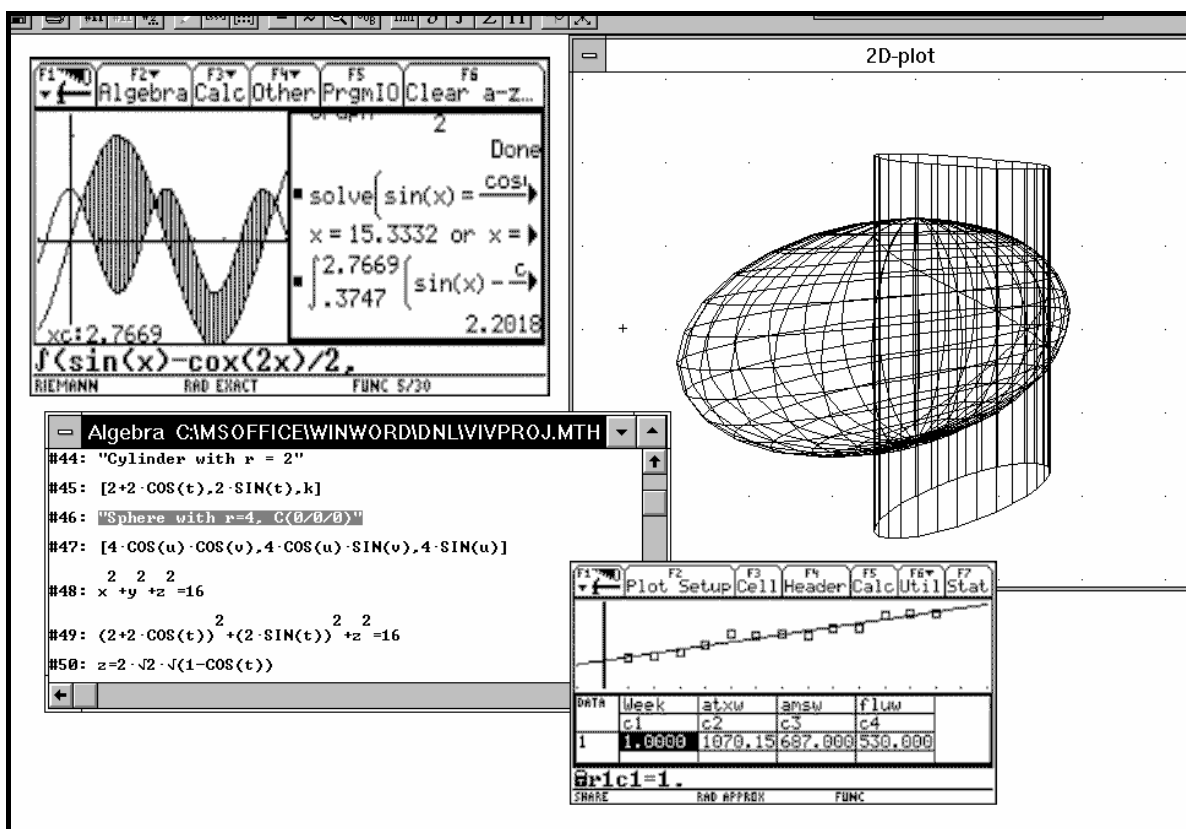 2D-plot
F1 F2 F3 F4 F5 F6
Algebra Calc Other PrgmIO Clear a-z…
2
Done
solve(sin(x)=cos
x=15.3332 or x=
∫2.7669
.3747 (sin(x)-c
2.2018
xc:2.7669
∫(sin(x)-cox(2x)/2,
RIEMANN RAD EXACT FUNC 5/30
Algebra C:\MSOFFICE\WINWORD\DNL\VIVPROJ.MTH
#44: "Cylinder with r = 2"
#45: [2+2·COS(t),2·SIN(t),k]
#46: "Sphere with r=4, C(0/0/0)"
#47: [4·COS(u)·COS(v),4·COS(u)·SIN(v),4·SIN(u)]
#48: x² +y² +z² =16
#49: (2+2·COS(t))² +(2·SIN(t))² +z² =16
#50: z=2·√2·√(1-COS(t))
F1 F2 F3 F4 F5 F6 F7
Plot Setup Cell Header Calc Util Stat
DATA Week atxw amsw fluw
c1 c2 c3 c4
1 1.0000 1070.15 687.000 530.000
r1c1=1.
SHARE RAD APPROX FUNC